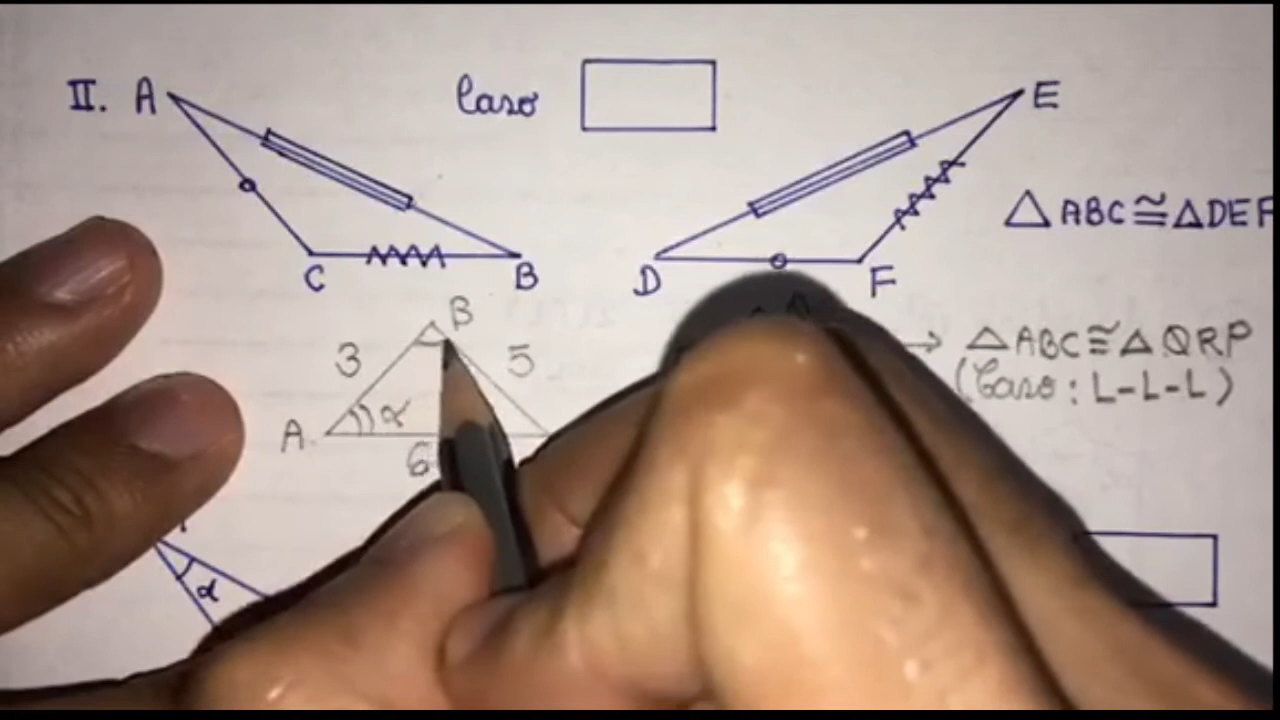 II. A
Caso
E
C
B
D
F
△ABC≅△DEF
B
3
5
A
α
6
→ △ABC≅△QRP
(Caso: L-L-L)
α